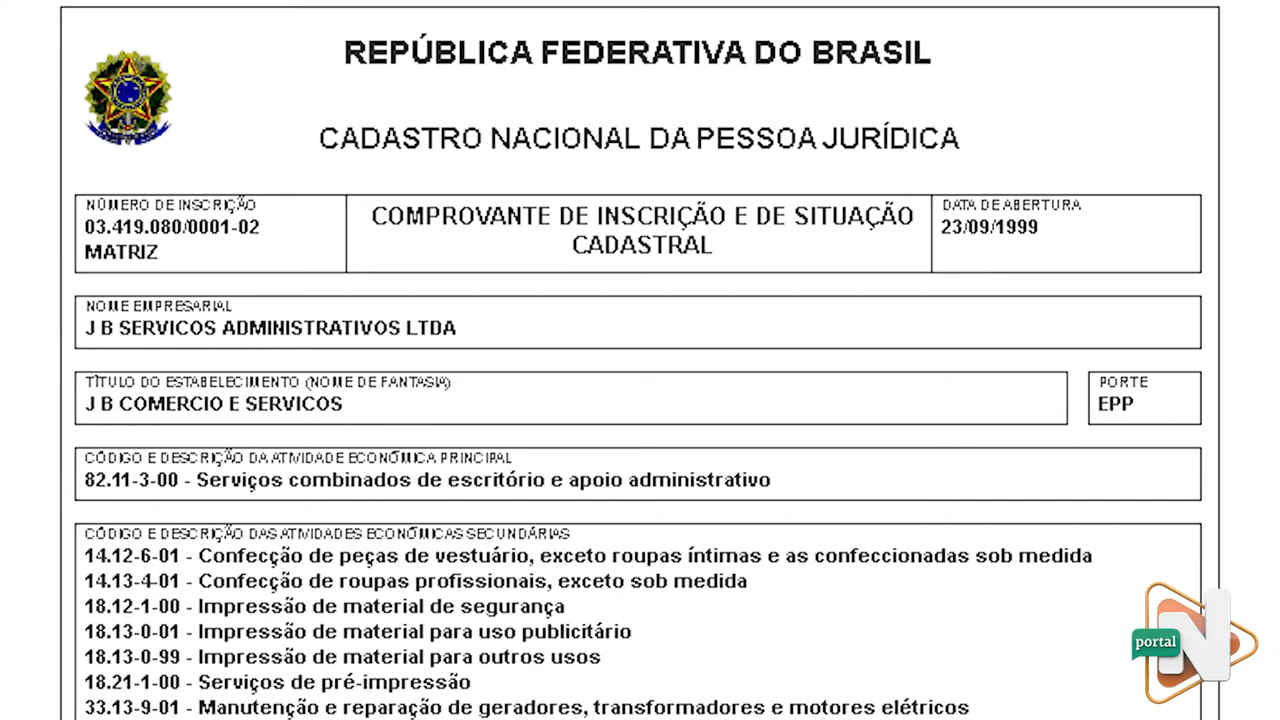 REPÚBLICA FEDERATIVA DO BRASIL
CADASTRO NACIONAL DA PESSOA JURÍDICA
NÚMERO DE INSCRIÇÃO
03.419.080/0001-02
MATRIZ
COMPROVANTE DE INSCRIÇÃO E DE SITUAÇÃO
CADASTRAL
DATA DE ABERTURA
23/09/1999
NOME EMPRESARIAL
J B SERVICOS ADMINISTRATIVOS LTDA
TÍTULO DO ESTABELECIMENTO (NOME DE FANTASIA)
J B COMERCIO E SERVICOS
PORTE
EPP
CÓDIGO E DESCRIÇÃO DA ATIVIDADE ECONÔMICA PRINCIPAL
82.11-3-00 - Serviços combinados de escritório e apoio administrativo
CÓDIGO E DESCRIÇÃO DAS ATIVIDADES ECONÔMICAS SECUNDÁRIAS
14.12-6-01 - Confecção de peças de vestuário, exceto roupas íntimas e as confeccionadas sob medida
14.13-4-01 - Confecção de roupas profissionais, exceto sob medida
18.12-1-00 - Impressão de material de segurança
18.13-0-01 - Impressão de material para uso publicitário
18.13-0-99 - Impressão de material para outros usos
18.21-1-00 - Serviços de pré-impressão
33.13-9-01 - Manutenção e reparação de geradores, transformadores e motores elétricos
portal N